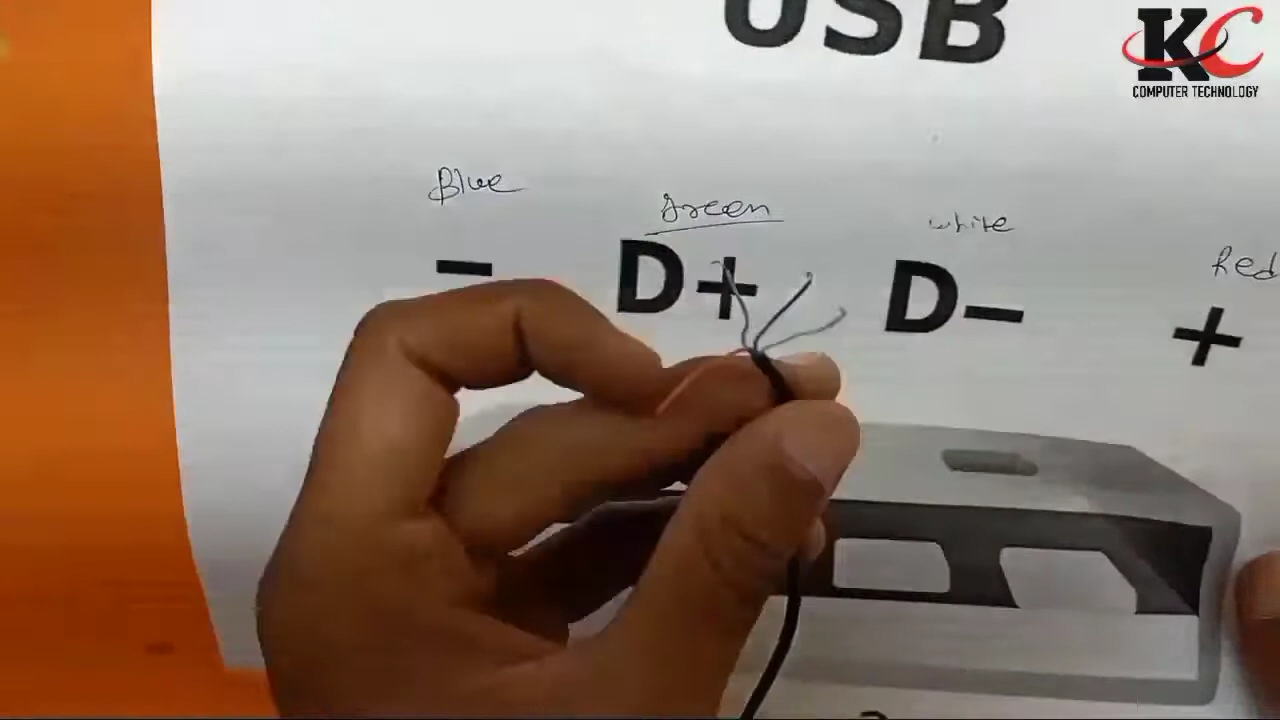 USB
KC
COMPUTER TECHNOLOGY
Blue
Green
white
Red
−
D+
D−
+